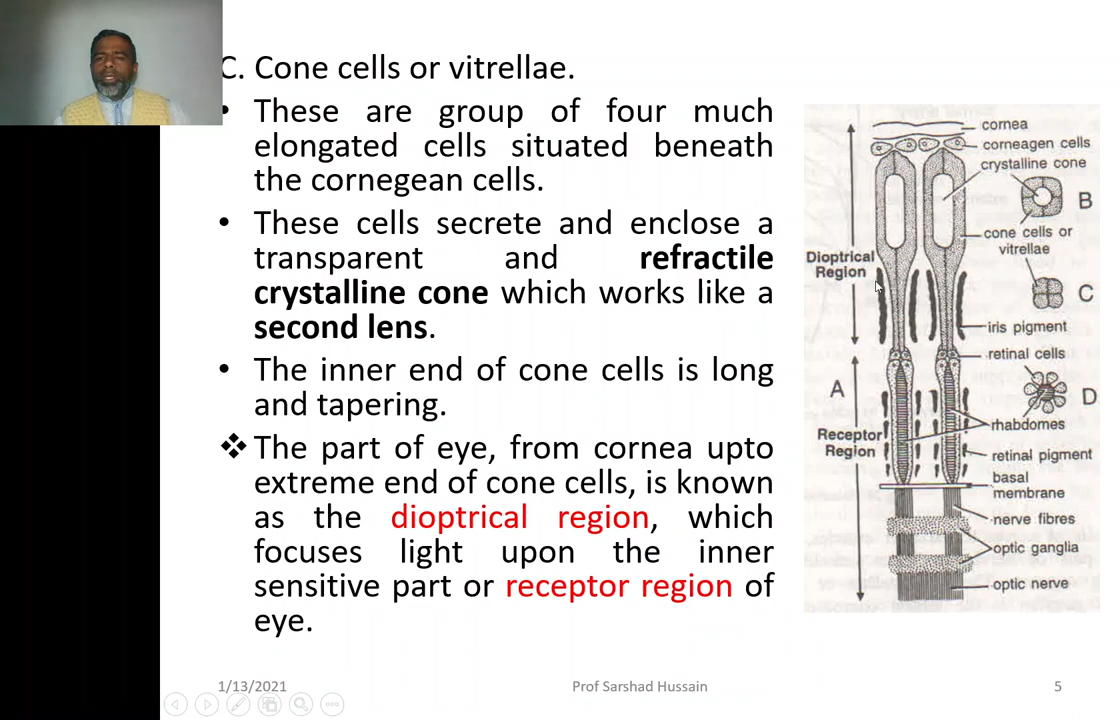 C. Cone cells or vitrellae.
• These are group of four much
elongated cells situated beneath
the cornegean cells.
• These cells secrete and enclose a
transparent and refractile
crystalline cone which works like a
second lens.
• The inner end of cone cells is long
and tapering.
❖ The part of eye, from cornea upto
extreme end of cone cells, is known
as the dioptrical region, which
focuses light upon the inner
sensitive part or receptor region of
eye.
cornea
corneagen cells
crystalline cone
B
cone cells or
vitrellae
Dioptrical
Region
C
iris pigment
retinal cells
A
D
rhabdomes
Receptor
Region
retinal pigment
basal
membrane
nerve fibres
optic ganglia
optic nerve
1/13/2021
Prof Sarshad Hussain
5